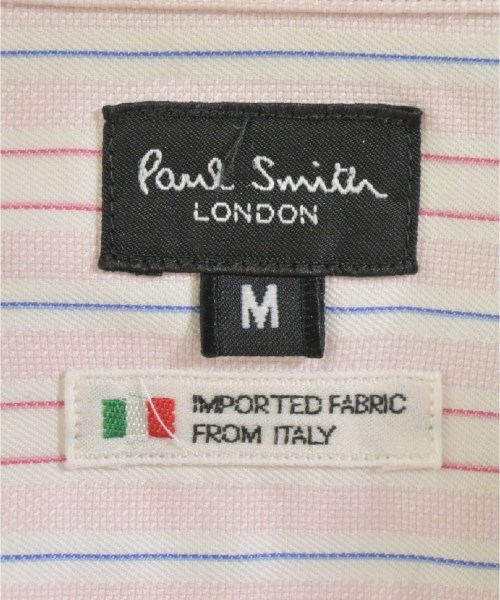 Paul Smith
LONDON
M
IMPORTED FABRIC
FROM ITALY